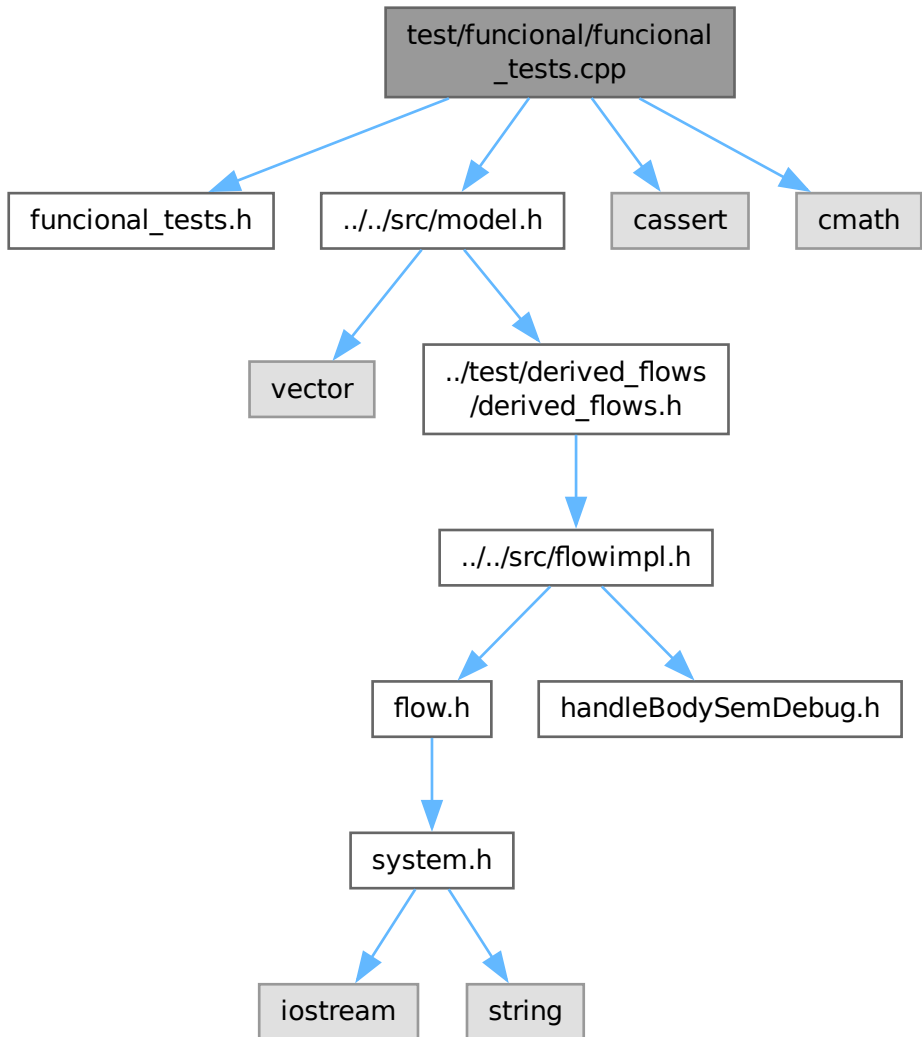 test/funcional/funcional
_tests.cpp
funcional_tests.h
../../src/model.h
cassert
cmath
vector
../test/derived_flows
/derived_flows.h
../../src/flowimpl.h
flow.h
handleBodySemDebug.h
system.h
iostream
string